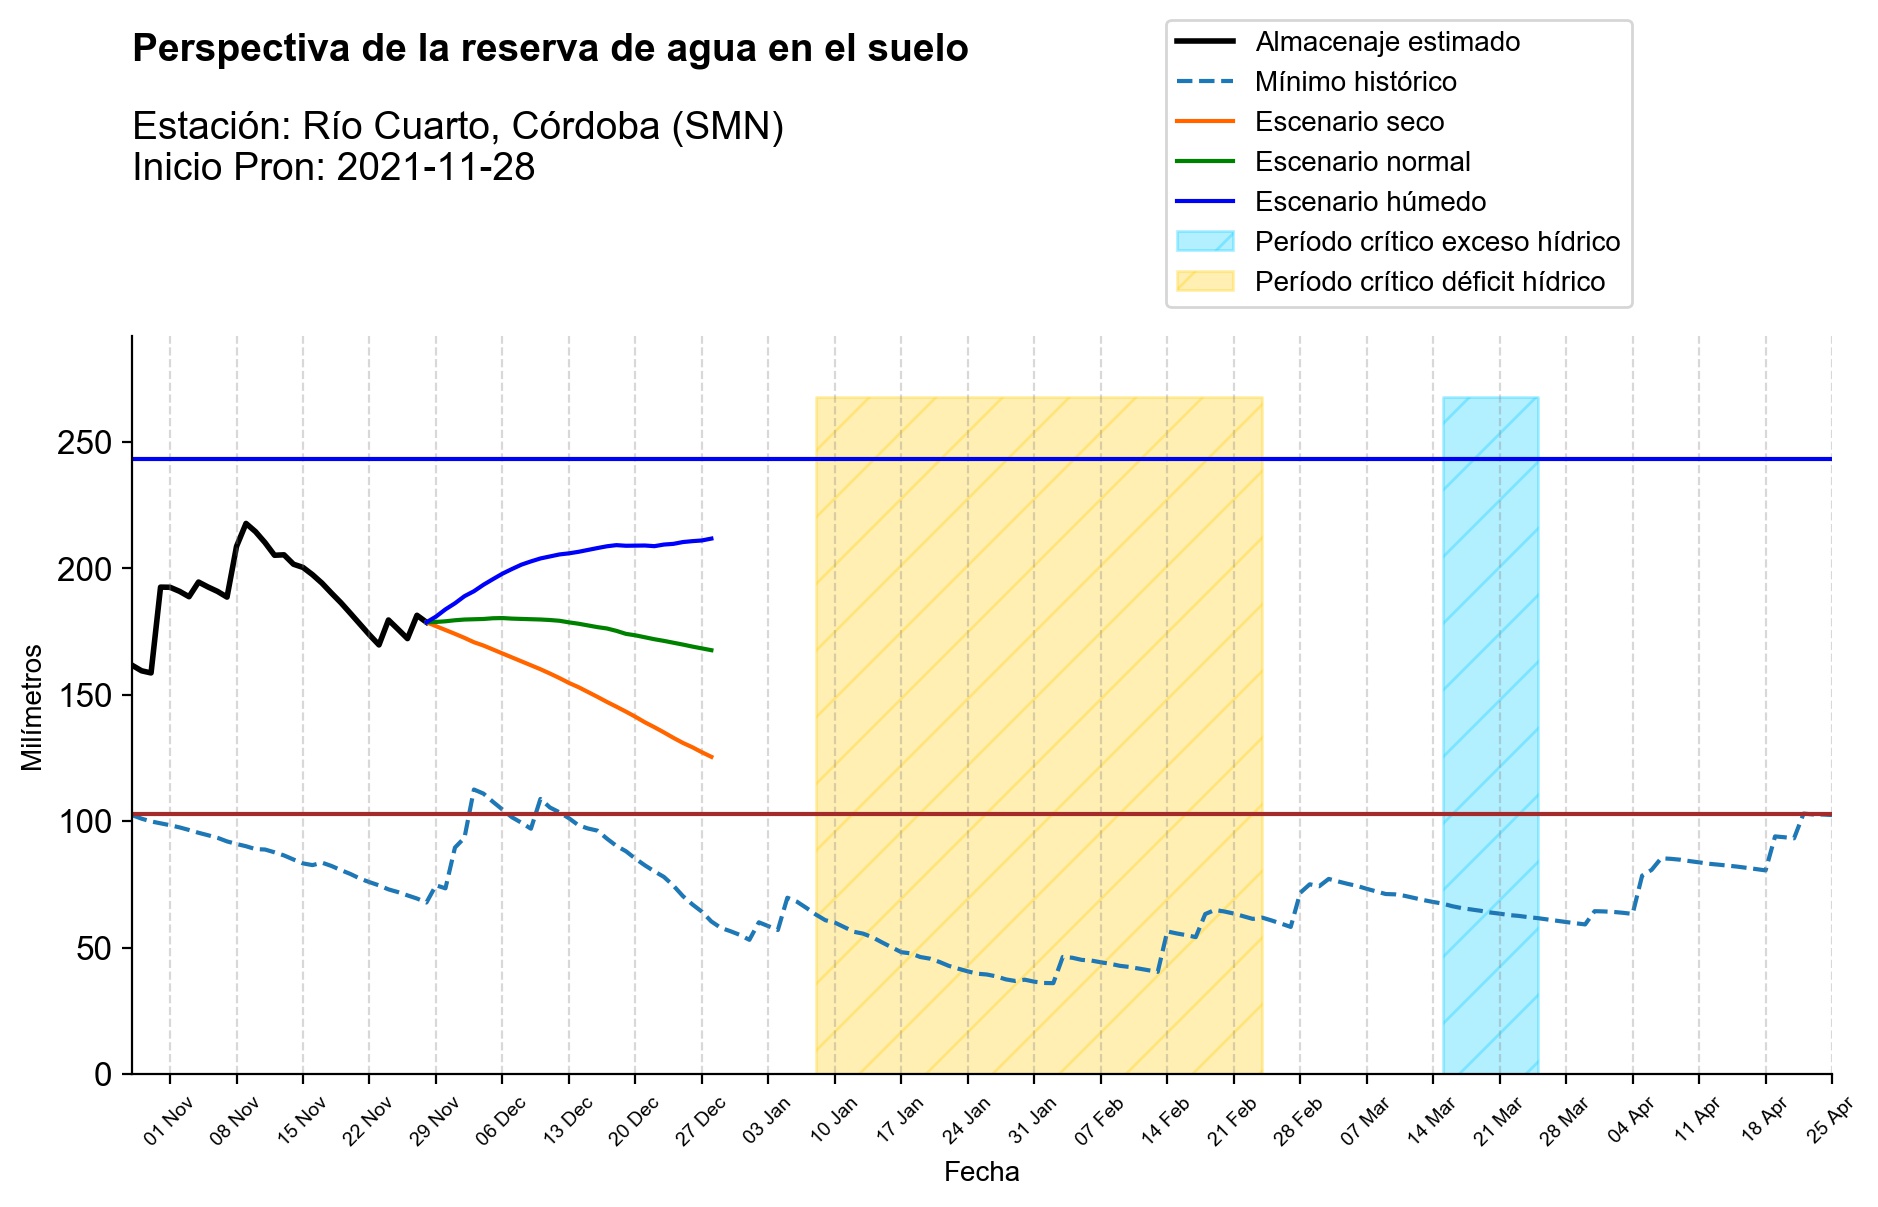 Perspectiva de la reserva de agua en el suelo
Estación: Río Cuarto, Córdoba (SMN)
Inicio Pron: 2021-11-28
Almacenaje estimado
Mínimo histórico
Escenario seco
Escenario normal
Escenario húmedo
Período crítico exceso hídrico
Período crítico déficit hídrico
Milímetros
250
200
150
100
50
0
01 Nov
08 Nov
15 Nov
22 Nov
29 Nov
06 Dec
13 Dec
20 Dec
27 Dec
03 Jan
10 Jan
17 Jan
24 Jan
31 Jan
07 Feb
14 Feb
21 Feb
28 Feb
07 Mar
14 Mar
21 Mar
28 Mar
04 Apr
11 Apr
18 Apr
25 Apr
Fecha